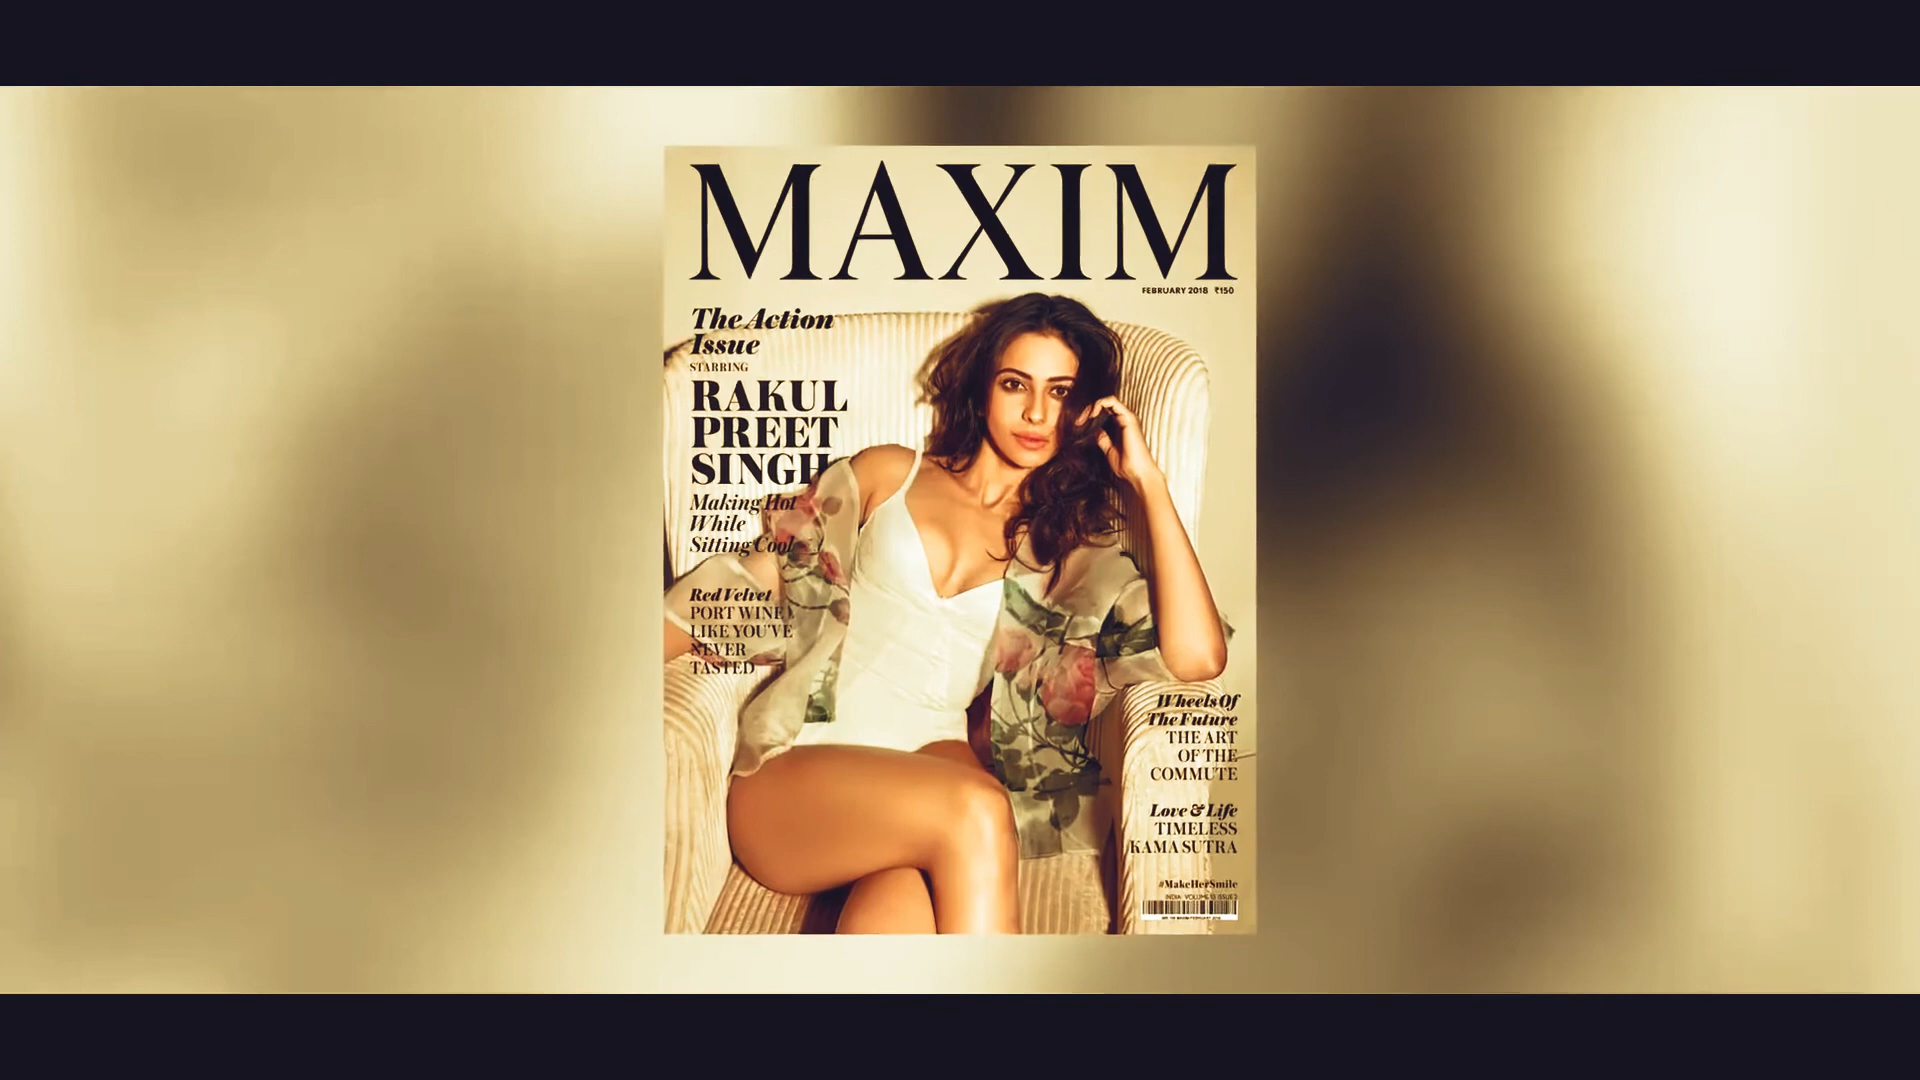 MAXIM
FEBRUARY 2018 ₹150
The Action
Issue
STARRING
RAKUL
PREET
SINGH
Making Hot
While
Sitting Cool
Red Velvet
PORT WINE
LIKE YOU'VE
NEVER
TASTED
Wheels Of
The Future
THE ART
OF THE
COMMUTE
Love & Life
TIMELESS
KAMA SUTRA
#MakeHerSmile
INDIA VOLUME